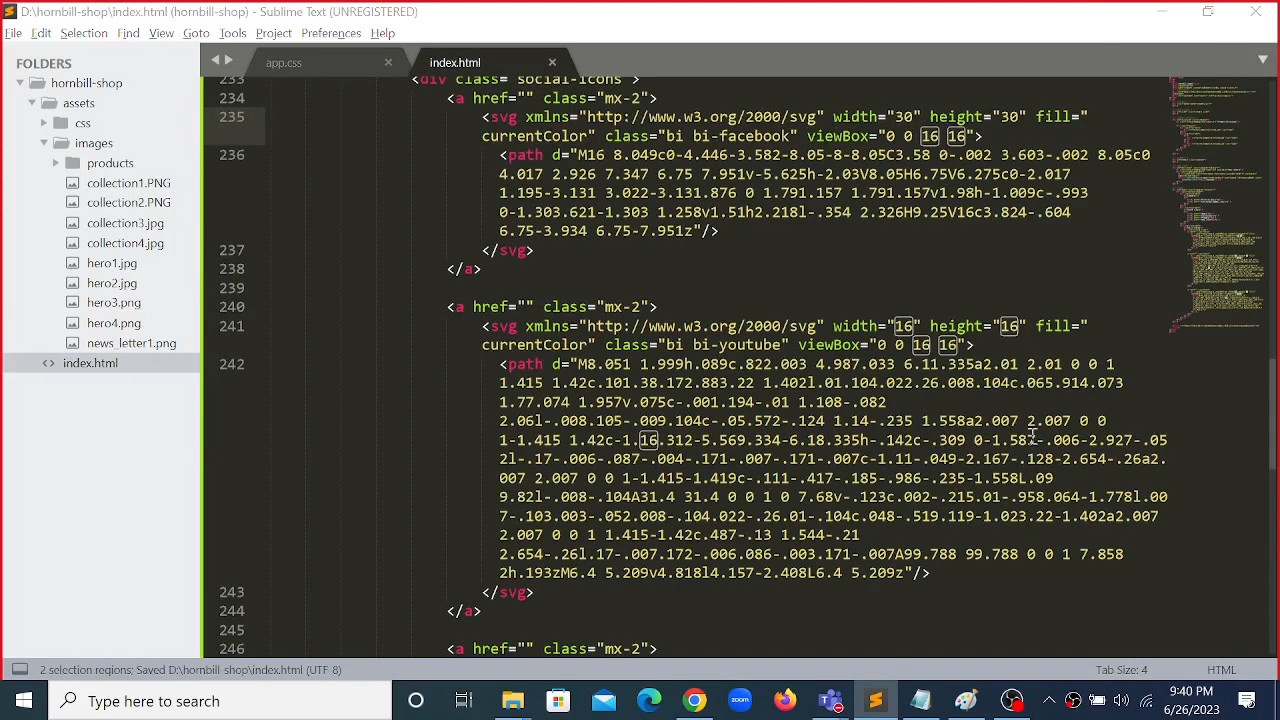 D:\hornbill-shop\index.html (hornbill-shop) - Sublime Text (UNREGISTERED)
File Edit Selection Find View Goto Tools Project Preferences Help
FOLDERS
hornbill-shop
assets
css
images
products
collection1.PNG
collection2.PNG
collection3.jpg
collection4.jpg
hero1.jpg
hero2.jpg
hero3.png
hero4.png
news_letter1.png
<> index.html
app.css
index.html
233 <div class="social-icons">
234 <a href="" class="mx-2">
235 <svg xmlns="http://www.w3.org/2000/svg" width="30" height="30" fill="
currentColor" class="bi bi-facebook" viewBox="0 0 16 16">
236 <path d="M16 8.049c0-4.446-3.582-8.05-8-8.05C3.58 0-.002 3.603-.002 8.05c0
4.017 2.926 7.347 6.75 7.951v-5.625h-2.03V8.05H6.75V6.275c0-2.017
1.195-3.131 3.022-3.131.876 0 1.791.157 1.791.157v1.98h-1.009c-.993
0-1.303.621-1.303 1.258v1.51h2.218l-.354 2.326H9.25V16c3.824-.604
6.75-3.934 6.75-7.951z"/>
237 </svg>
238 </a>
239
240 <a href="" class="mx-2">
241 <svg xmlns="http://www.w3.org/2000/svg" width="16" height="16" fill="
currentColor" class="bi bi-youtube" viewBox="0 0 16 16">
242 <path d="M8.051 1.999h.089c.822.003 4.987.033 6.11.335a2.01 2.01 0 0 1
1.415 1.42c.101.38.172.883.22 1.402l.01.104.022.26.008.104c.065.914.073
1.77.074 1.957v.075c-.001.194-.01 1.108-.082
2.06l-.008.105-.009.104c-.05.572-.124 1.14-.235 1.558a2.007 2.007 0 0
1-1.415 1.42c-1.16.312-5.569.334-6.18.335h-.142c-.309 0-1.587-.006-2.927-.05
2l-.17-.006-.087-.004-.171-.007-.171-.007c-1.11-.049-2.167-.128-2.654-.26a2.
007 2.007 0 0 1-1.415-1.419c-.111-.417-.185-.986-.235-1.558L.09
9.82l-.008-.104A31.4 31.4 0 0 1 0 7.68v-.123c.002-.215.01-.958.064-1.778l.00
7-.103.003-.052.008-.104.022-.26.01-.104c.048-.519.119-1.023.22-1.402a2.007
2.007 0 0 1 1.415-1.42c.487-.13 1.544-.21
2.654-.26l.17-.007.172-.006.086-.003.171-.007A99.788 99.788 0 0 1 7.858
2h.193zM6.4 5.209v4.818l4.157-2.408L6.4 5.209z"/>
243 </svg>
244 </a>
245
246 <a href="" class="mx-2">
2 selection regions; Saved D:\hornbill-shop\index.html (UTF-8)
Tab Size: 4
HTML
Type here to search
zoom
9:40 PM
6/26/2023